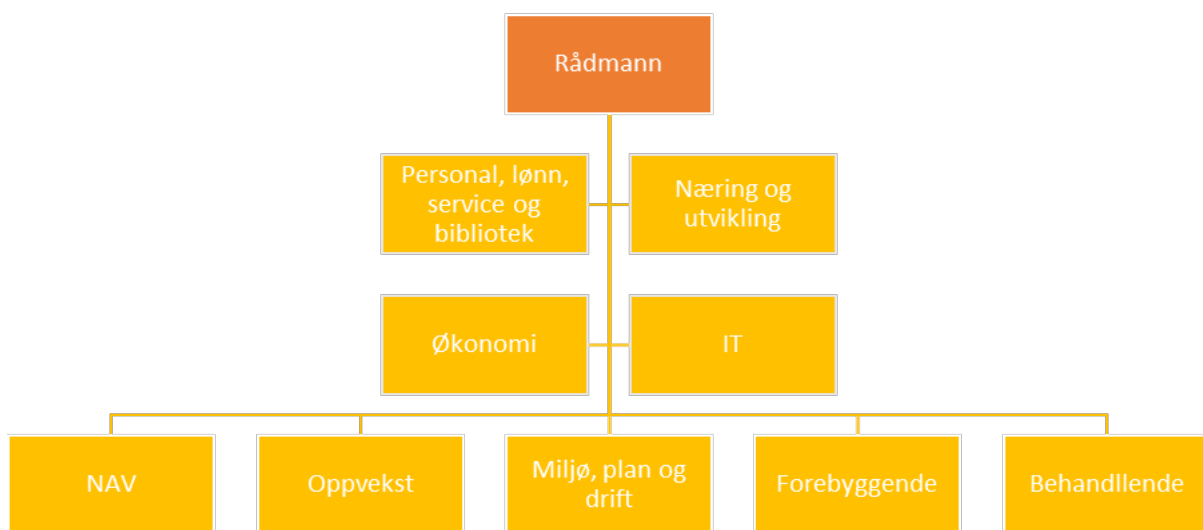 Rådmann
Personal, lønn,
service og
bibliotek
Næring og
utvikling
Økonomi
IT
NAV
Oppvekst
Miljø, plan og
drift
Forebyggende
Behandllende